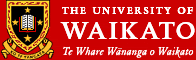 THE UNIVERSITY OF
WAIKATO
Te Whare Wānanga o Waikato